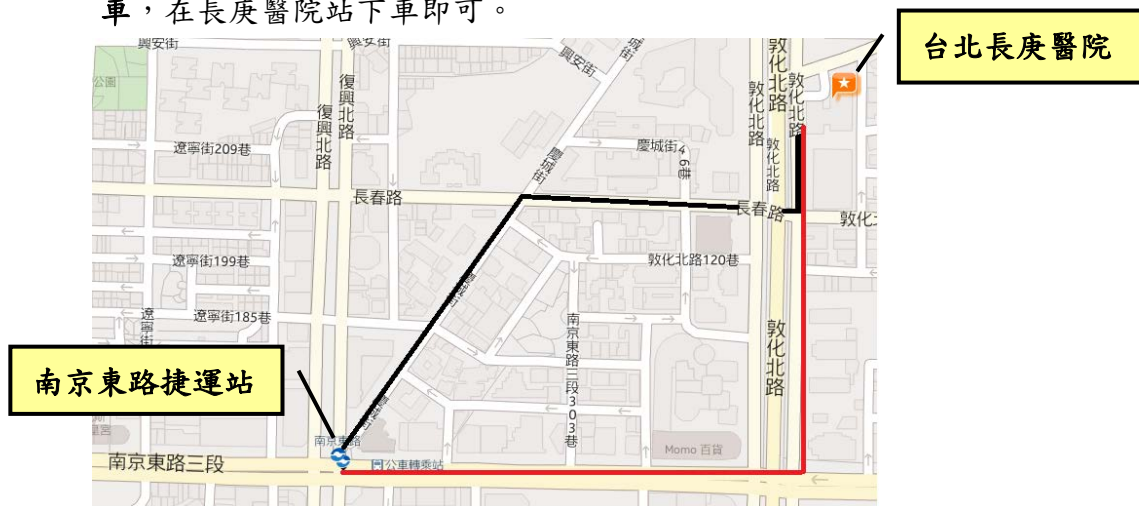 車，在長庚醫院站下車即可。
台北長庚醫院
興安街
興安街
興安街
公園
復興北路
復興北路
敦化北路
敦化北路
敦化北路
敦化北路
遼寧街209巷
慶城街
慶城街46巷
長春路
長春路
敦化北
遼寧街199巷
敦化北路120巷
遼寧街185巷
遼寧街
南京東路三段303巷
敦化北路
南京東路捷運站
南京東路
南京東路三段
公車轉乘站
Momo 百貨